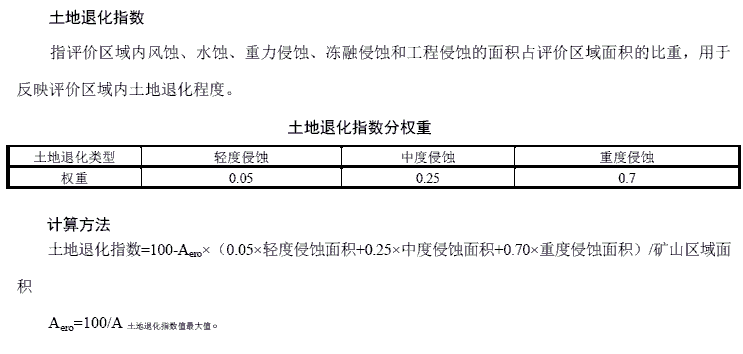 土地退化指数
指评价区域内风蚀、水蚀、重力侵蚀、冻融侵蚀和工程侵蚀的面积占评价区域面积的比重，用于
反映评价区域内土地退化程度。
土地退化指数分权重
土地退化类型 轻度侵蚀 中度侵蚀 重度侵蚀
权重 0.05 0.25 0.7
计算方法
土地退化指数=100-Aero×（0.05×轻度侵蚀面积+0.25×中度侵蚀面积+0.70×重度侵蚀面积）/矿山区域面
积
Aero=100/A 土地退化指数值最大值。